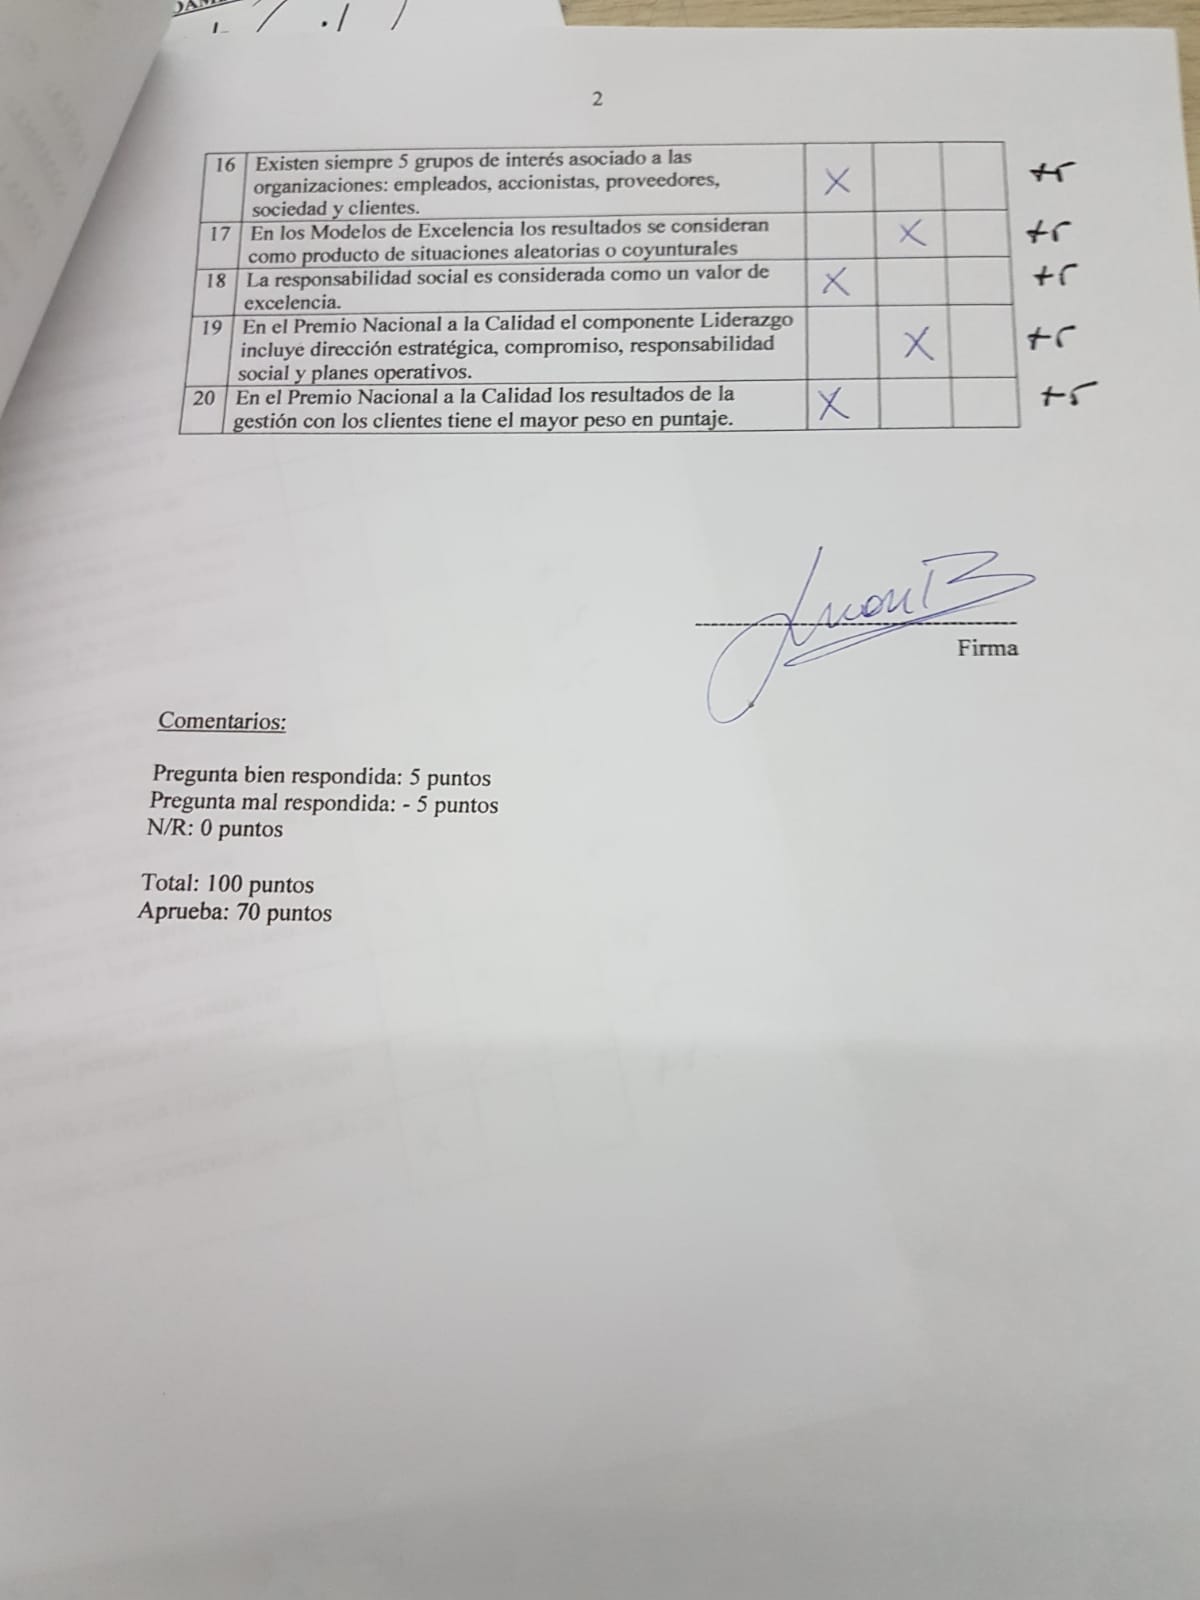 2
16 Existen siempre 5 grupos de interés asociado a las
organizaciones: empleados, accionistas, proveedores,
sociedad y clientes. X +5
17 En los Modelos de Excelencia los resultados se consideran
como producto de situaciones aleatorias o coyunturales X +5
18 La responsabilidad social es considerada como un valor de
excelencia. X +5
19 En el Premio Nacional a la Calidad el componente Liderazgo
incluye dirección estratégica, compromiso, responsabilidad
social y planes operativos. X +5
20 En el Premio Nacional a la Calidad los resultados de la
gestión con los clientes tiene el mayor peso en puntaje. X +5
Firma
Comentarios:
Pregunta bien respondida: 5 puntos
Pregunta mal respondida: - 5 puntos
N/R: 0 puntos
Total: 100 puntos
Aprueba: 70 puntos